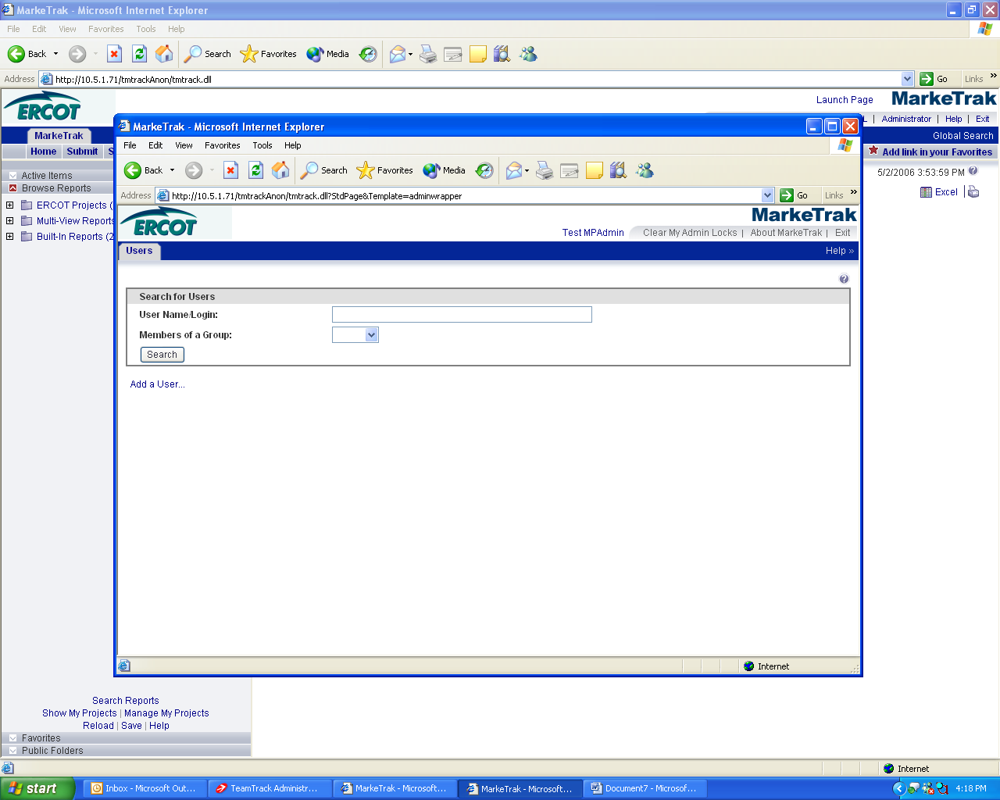 MarkeTrak - Microsoft Internet Explorer
File Edit View Favorites Tools Help
Back Search Favorites Media
Address http://10.5.1.71/tmtrackAnon/tmtrack.dll Go Links »
ERCOT
Launch Page MarkeTrak
| Administrator | Help | Exit
MarkeTrak
Global Search
Home Submit S
Add link in your Favorites
Active Items
5/2/2006 3:53:59 PM
Browse Reports
Excel
ERCOT Projects (
Multi-View Reports
Built-In Reports (2
MarkeTrak - Microsoft Internet Explorer
File Edit View Favorites Tools Help
Back Search Favorites Media
Address http://10.5.1.71/tmtrackAnon/tmtrack.dll?StdPage&Template=adminwrapper Go Links »
ERCOT
MarkeTrak
Test MPAdmin Clear My Admin Locks | About MarkeTrak | Exit
Users
Help »
Search for Users
User Name/Login:
Members of a Group:
Search
Add a User...
Internet
Search Reports
Show My Projects | Manage My Projects
Reload | Save | Help
Favorites
Public Folders
Internet
start Inbox - Microsoft Out... TeamTrack Administr... MarkeTrak - Microsoft... MarkeTrak - Microsoft... Document7 - Microsof... 4:18 PM